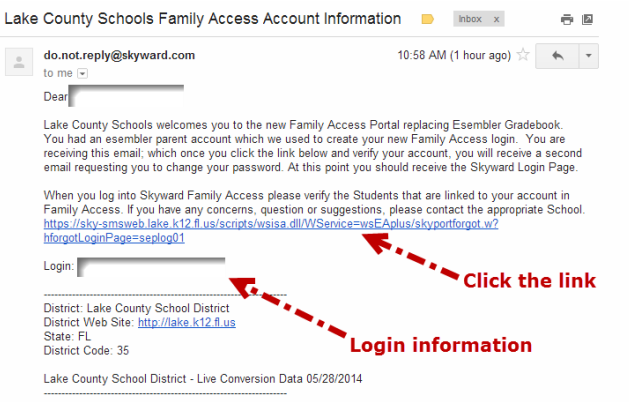 Lake County Schools Family Access Account Information
Inbox x
do.not.reply@skyward.com
10:58 AM (1 hour ago)
to me
Dear
Lake County Schools welcomes you to the new Family Access Portal replacing Esembler Gradebook.
You had an esembler parent account which we used to create your new Family Access login.  You are
receiving this email; which once you click the link below and verify your account, you will receive a second
email requesting you to change your password. At this point you should receive the Skyward Login Page.
When you log into Skyward Family Access please verify the Students that are linked to your account in
Family Access. If you have any concerns, question or suggestions, please contact the appropriate School.
https://sky-smsweb.lake.k12.fl.us/scripts/wsisa.dll/WService=wsEAplus/skyportforgot.w?
hforgotLoginPage=seplog01
Click the link
Login:
Login information
--------------------------------------------------------------
District: Lake County School District
District Web Site: http://lake.k12.fl.us
State: FL
District Code: 35
Lake County School District - Live Conversion Data 05/28/2014
--------------------------------------------------------------